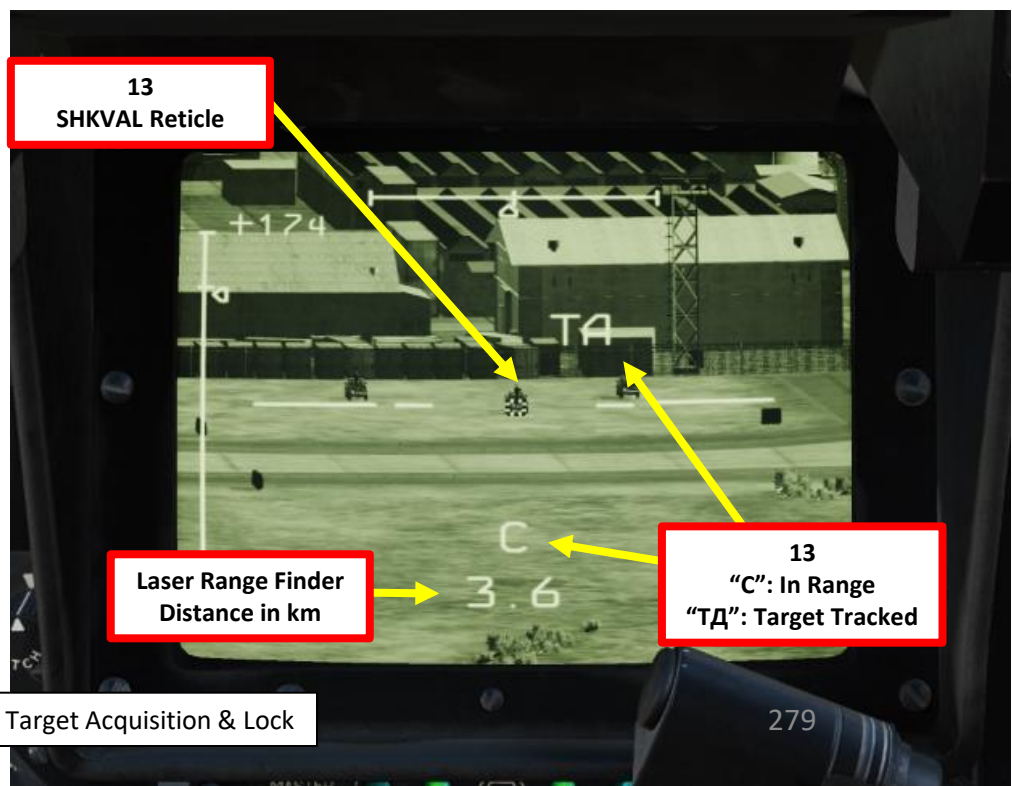 13
SHKVAL Reticle
+174
TA
C
3.6
Laser Range Finder
Distance in km
13
“C”: In Range
“ТД”: Target Tracked
Target Acquisition & Lock
279